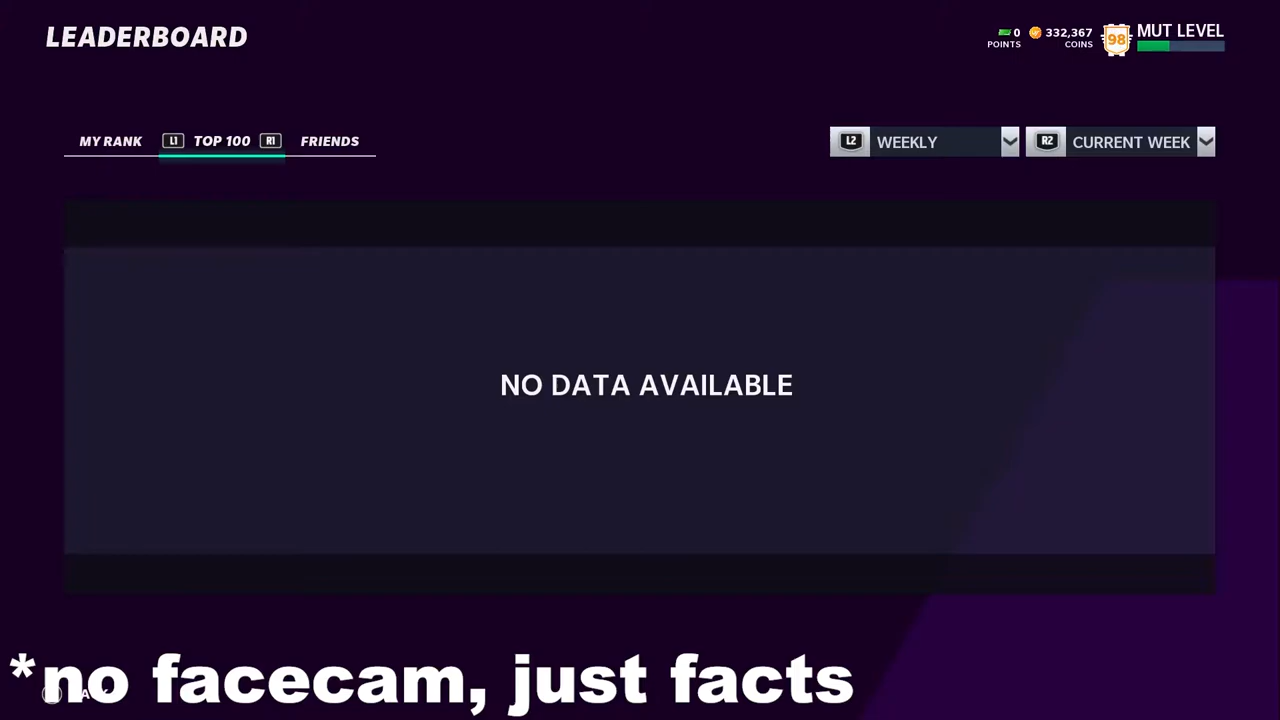 LEADERBOARD
0 POINTS
332,367 COINS
98
MUT LEVEL
MY RANK L1 TOP 100 R1 FRIENDS
L2 WEEKLY R2 CURRENT WEEK
NO DATA AVAILABLE
*no facecam, just facts